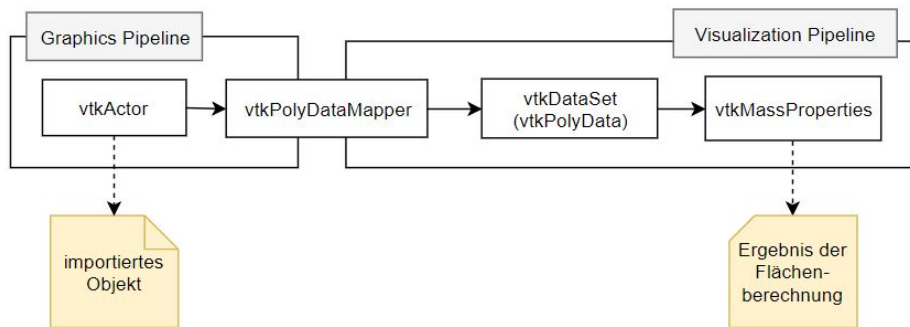 Graphics Pipeline
Visualization Pipeline
vtkActor
vtkPolyDataMapper
vtkDataSet
(vtkPolyData)
vtkMassProperties
importiertes
Objekt
Ergebnis der
Flächen-
berechnung